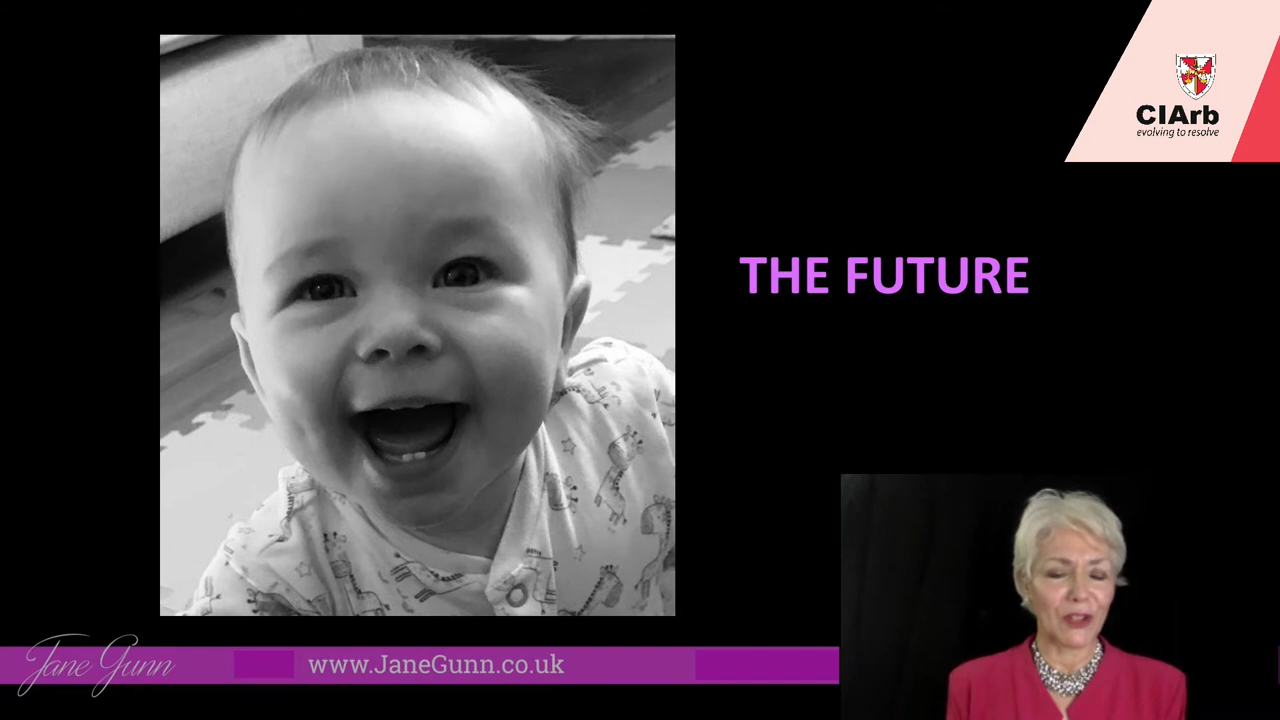 CIArb
evolving to resolve
THE FUTURE
Jane Gunn
www.JaneGunn.co.uk